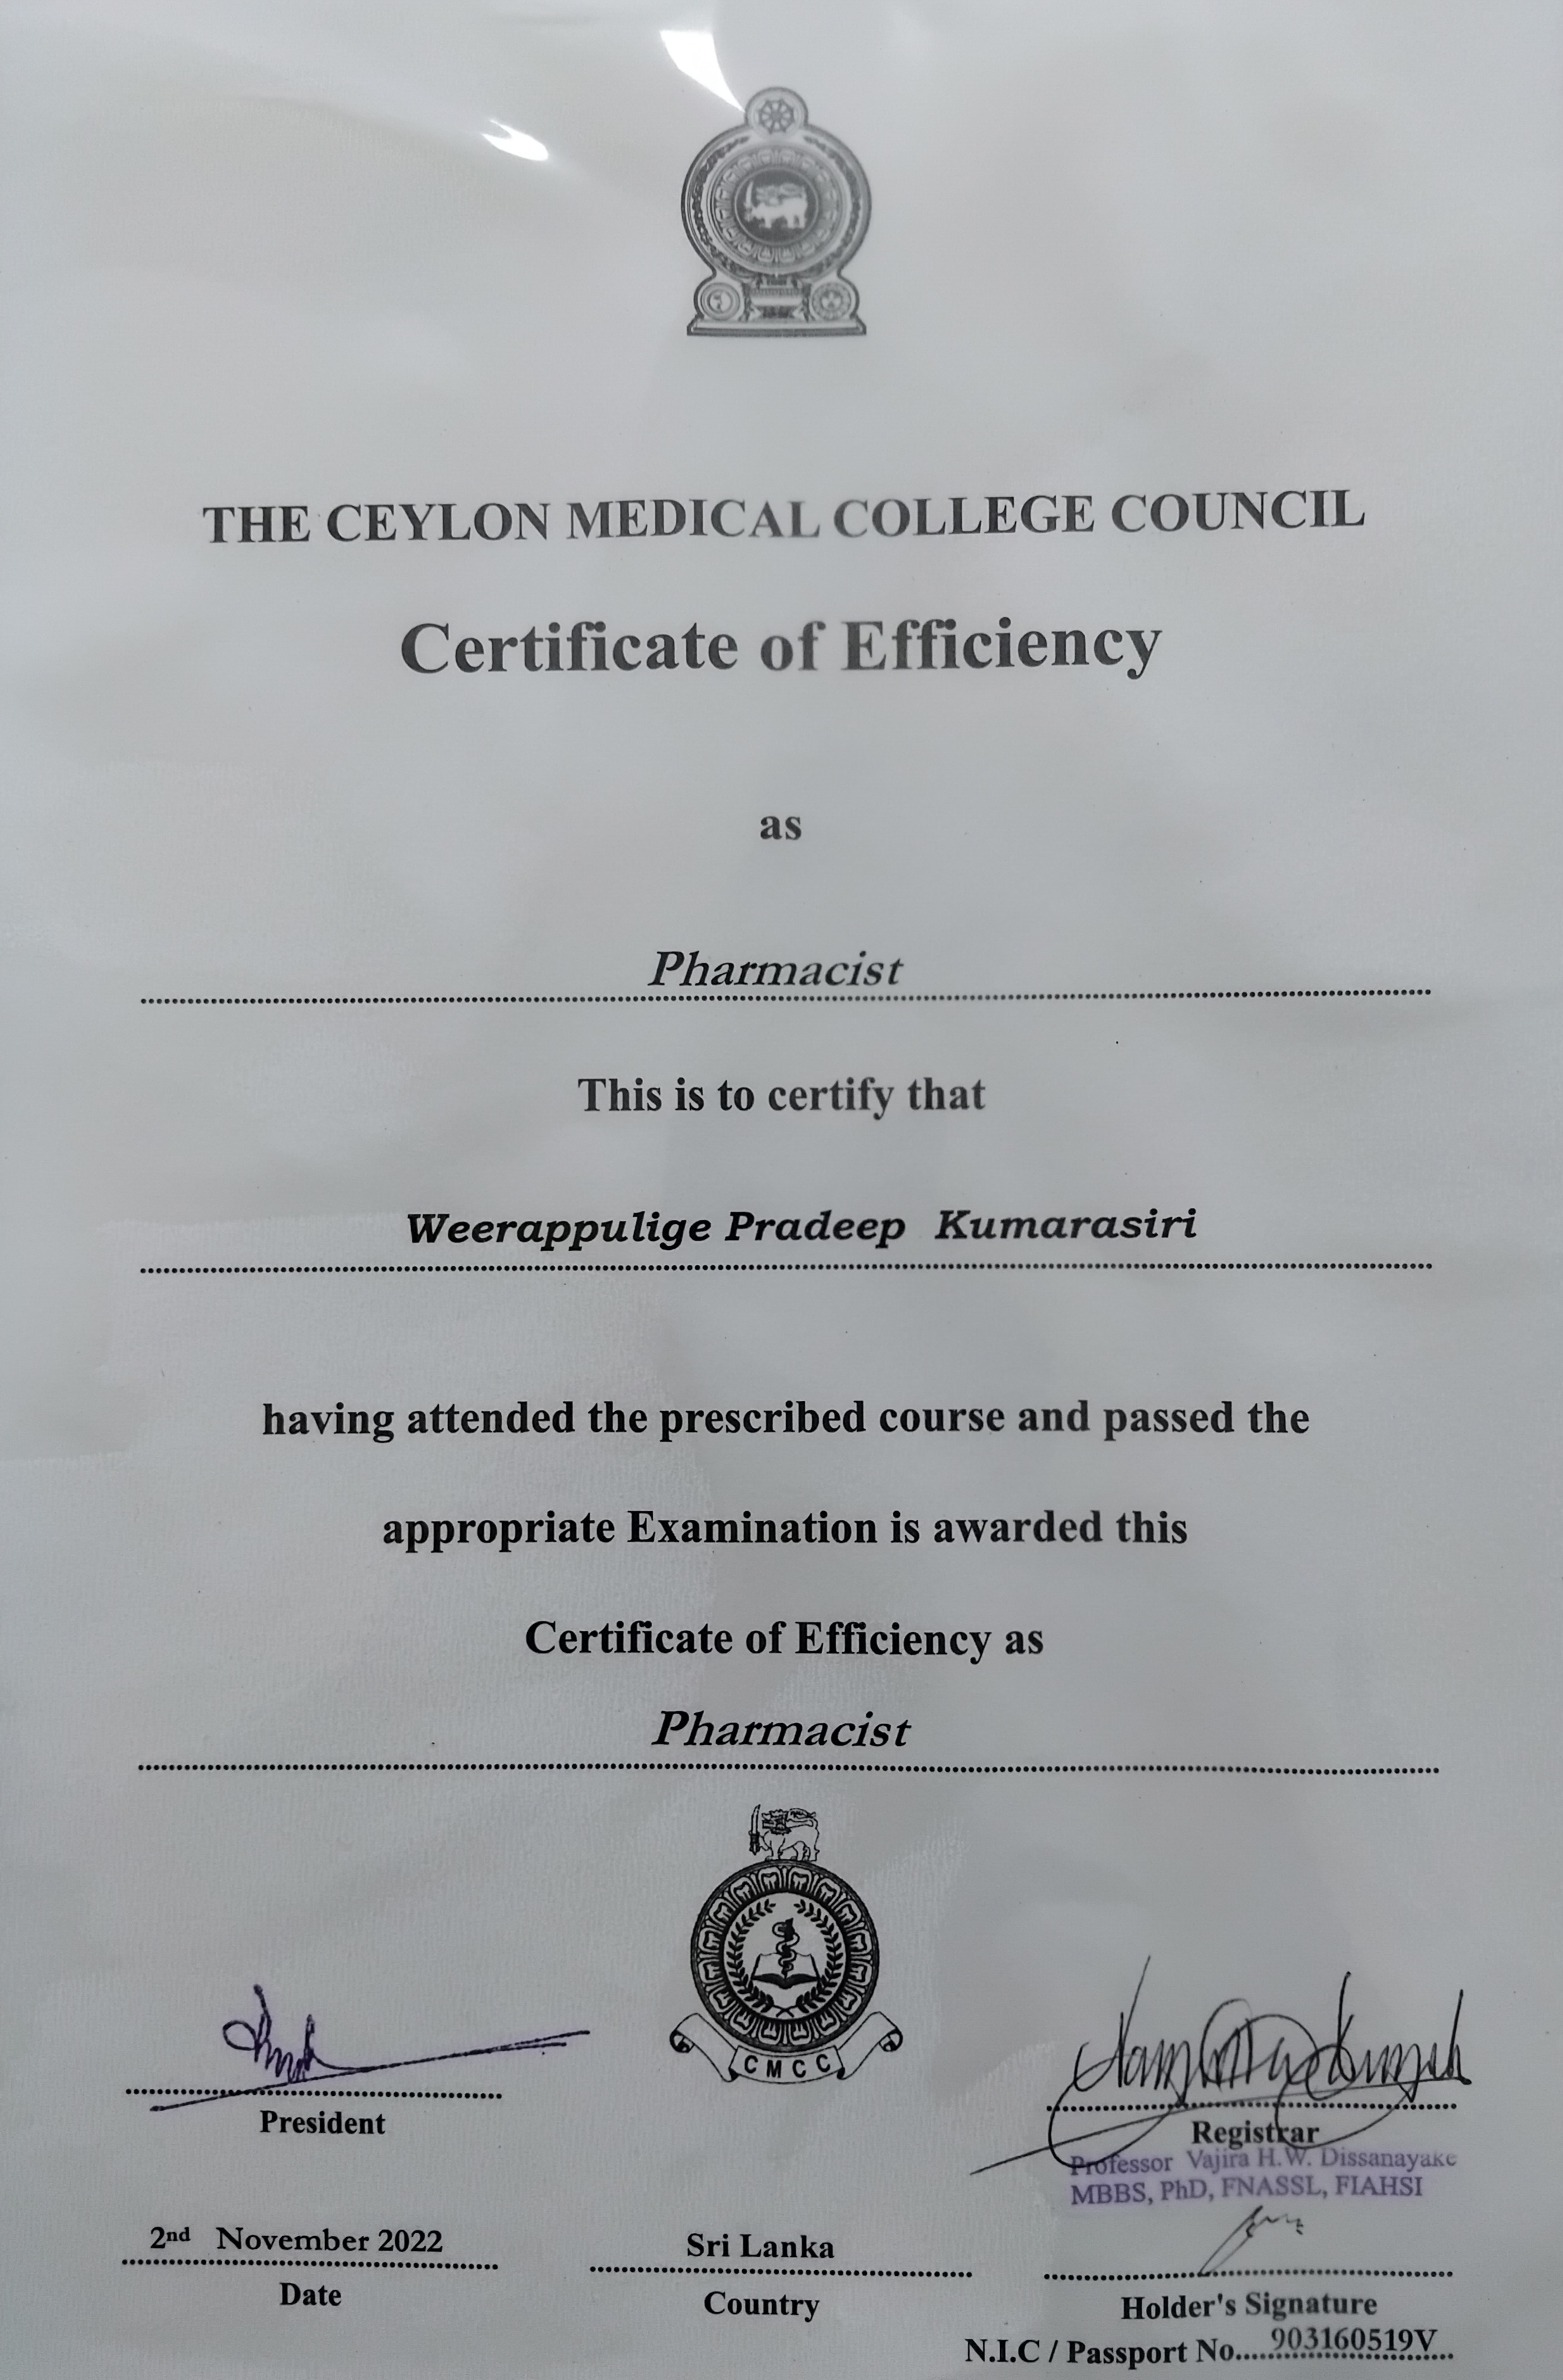 THE CEYLON MEDICAL COLLEGE COUNCIL
Certificate of Efficiency
as
Pharmacist
This is to certify that
Weerappulige Pradeep Kumarasiri
having attended the prescribed course and passed the
appropriate Examination is awarded this
Certificate of Efficiency as
Pharmacist
CMCC
President
Registrar
Professor Vajira H.W. Dissanayake
MBBS, PhD, FNASSL, FIAHSI
2nd November 2022
Date
Sri Lanka
Country
Holder's Signature
N.I.C / Passport No.....903160519V